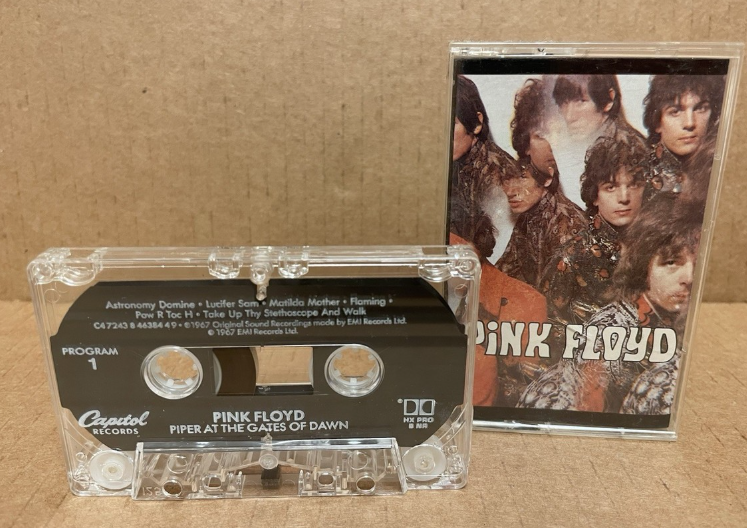 Astronomy Domine • Lucifer Sam • Matilda Mother • Flaming •
Pow R Toc H • Take Up Thy Stethoscope And Walk
C4 7243 8 46384 4 9 • ©1967 Original Sound Recordings made by EMI Records Ltd.
℗ 1967 EMI Records Ltd.
PROGRAM
1
Capitol
RECORDS
PINK FLOYD
PIPER AT THE GATES OF DAWN
HX PRO
B NR
PINK FLOYD